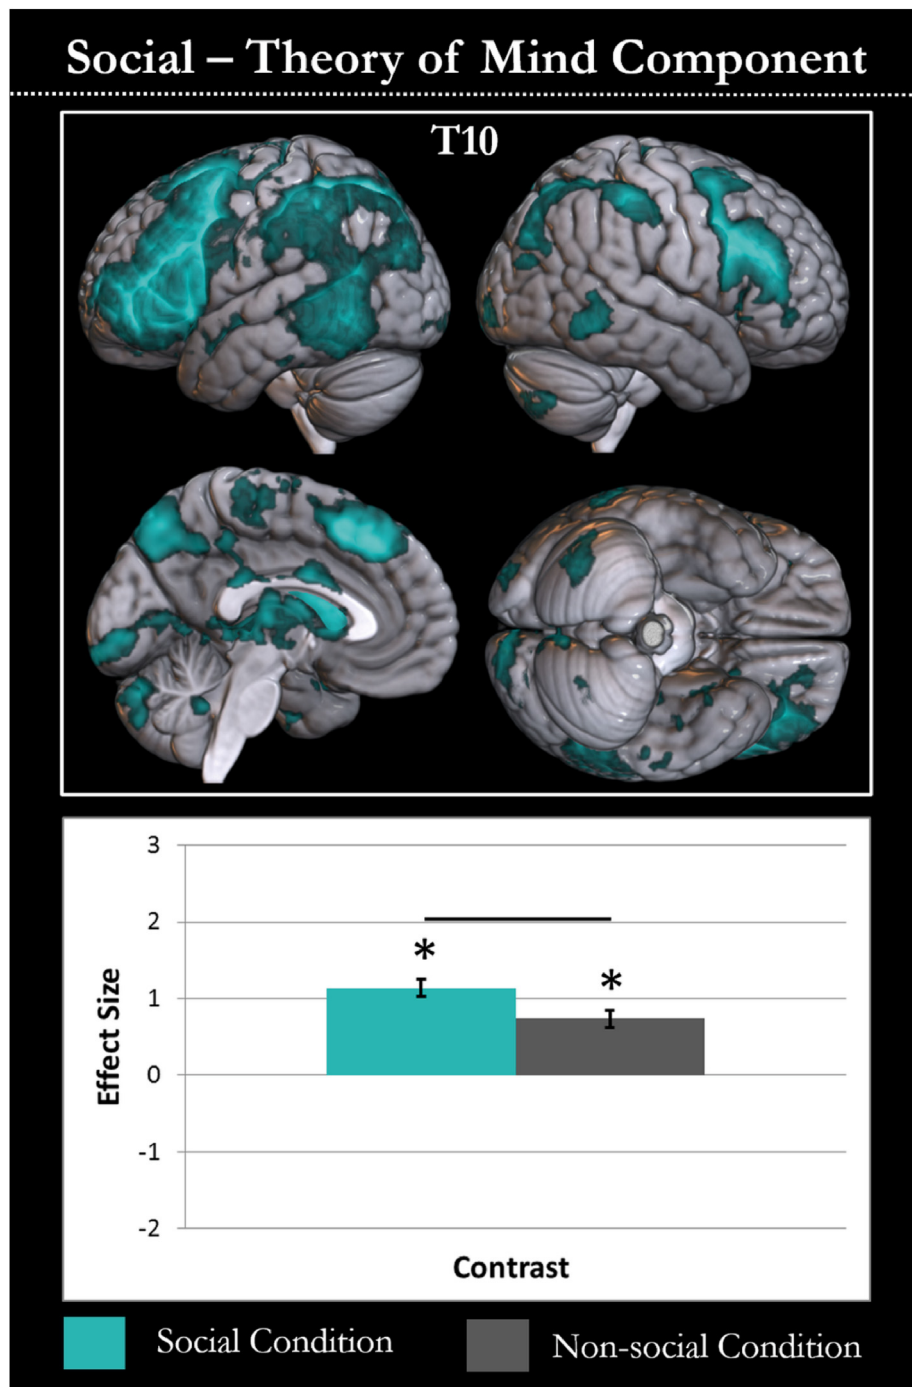 Social – Theory of Mind Component
T10
3
2
*
*
1
0
-1
-2
Effect Size
Contrast
Social Condition
Non-social Condition